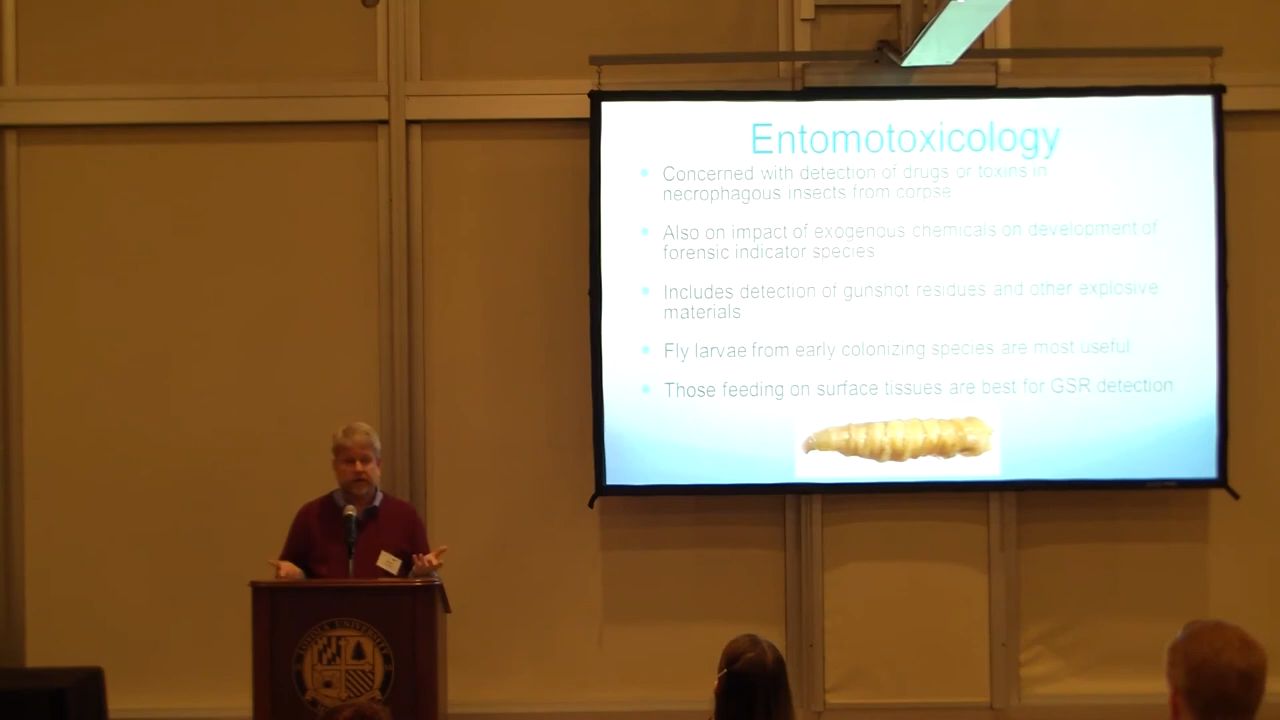 Entomotoxicology
Concerned with detection of drugs or toxins in
necrophagous insects from corpse
Also on impact of exogenous chemicals on development of
forensic indicator species
Includes detection of gunshot residues and other explosive
materials
Fly larvae from early colonizing species are most useful
Those feeding on surface tissues are best for GSR detection
UNIVERSITY